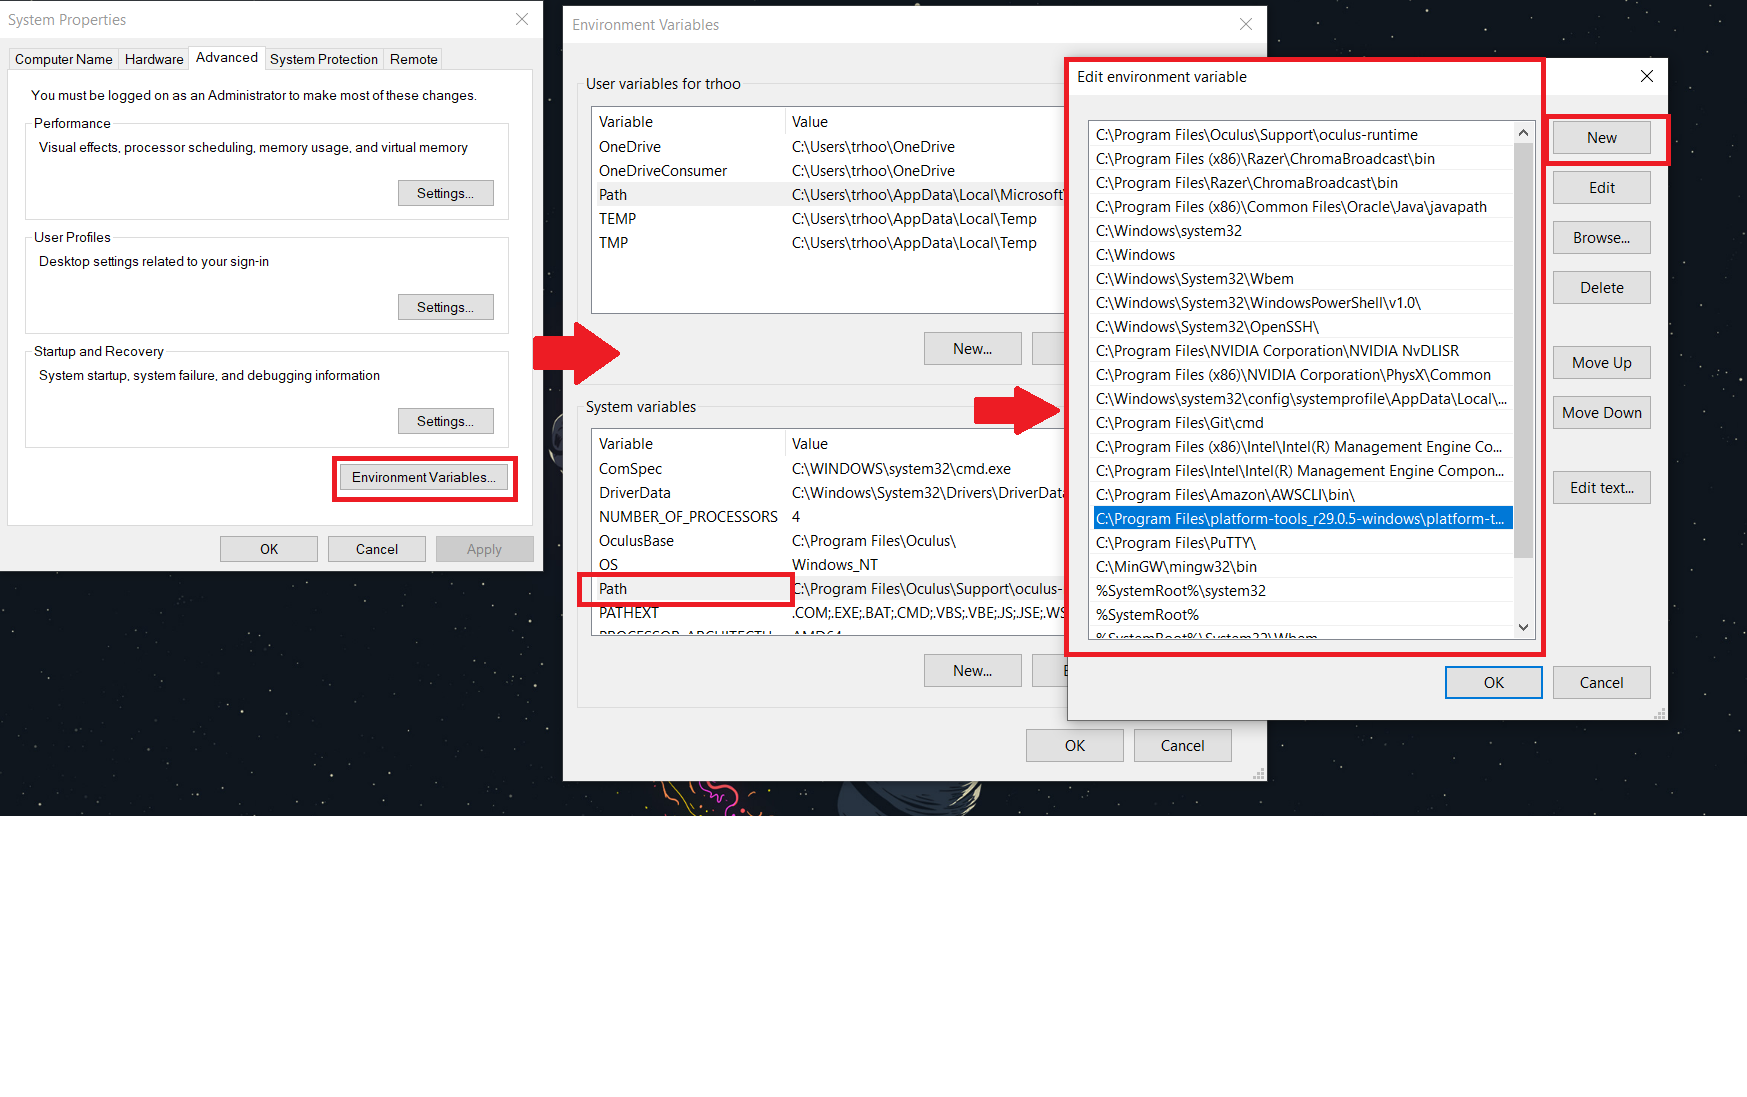 System Properties
Computer Name
Hardware
Advanced
System Protection
Remote
You must be logged on as an Administrator to make most of these changes.
Performance
Visual effects, processor scheduling, memory usage, and virtual memory
Settings...
User Profiles
Desktop settings related to your sign-in
Settings...
Startup and Recovery
System startup, system failure, and debugging information
Settings...
Environment Variables...
OK
Cancel
Apply
Environment Variables
User variables for trhoo
Variable Value
OneDrive C:\Users\trhoo\OneDrive
OneDriveConsumer C:\Users\trhoo\OneDrive
Path C:\Users\trhoo\AppData\Local\Microsoft
TEMP C:\Users\trhoo\AppData\Local\Temp
TMP C:\Users\trhoo\AppData\Local\Temp
New...
System variables
Variable Value
ComSpec C:\WINDOWS\system32\cmd.exe
DriverData C:\Windows\System32\Drivers\DriverData
NUMBER_OF_PROCESSORS 4
OculusBase C:\Program Files\Oculus\
OS Windows_NT
Path C:\Program Files\Oculus\Support\oculus-
PATHEXT .COM;.EXE;.BAT;.CMD;.VBS;.VBE;.JS;.JSE;.WS
PROCESSOR_ARCHITECTU AMD64
New...
OK
Cancel
Edit environment variable
C:\Program Files\Oculus\Support\oculus-runtime
C:\Program Files (x86)\Razer\ChromaBroadcast\bin
C:\Program Files\Razer\ChromaBroadcast\bin
C:\Program Files (x86)\Common Files\Oracle\Java\javapath
C:\Windows\system32
C:\Windows
C:\Windows\System32\Wbem
C:\Windows\System32\WindowsPowerShell\v1.0\
C:\Windows\System32\OpenSSH\
C:\Program Files\NVIDIA Corporation\NVIDIA NvDLISR
C:\Program Files (x86)\NVIDIA Corporation\PhysX\Common
C:\Windows\system32\config\systemprofile\AppData\Local\...
C:\Program Files\Git\cmd
C:\Program Files (x86)\Intel\Intel(R) Management Engine Co...
C:\Program Files\Intel\Intel(R) Management Engine Compon...
C:\Program Files\Amazon\AWSCLI\bin\
C:\Program Files\platform-tools_r29.0.5-windows\platform-t...
C:\Program Files\PuTTY\
C:\MinGW\mingw32\bin
%SystemRoot%\system32
%SystemRoot%
%SystemRoot%\System32\Wbem
New
Edit
Browse...
Delete
Move Up
Move Down
Edit text...
OK
Cancel